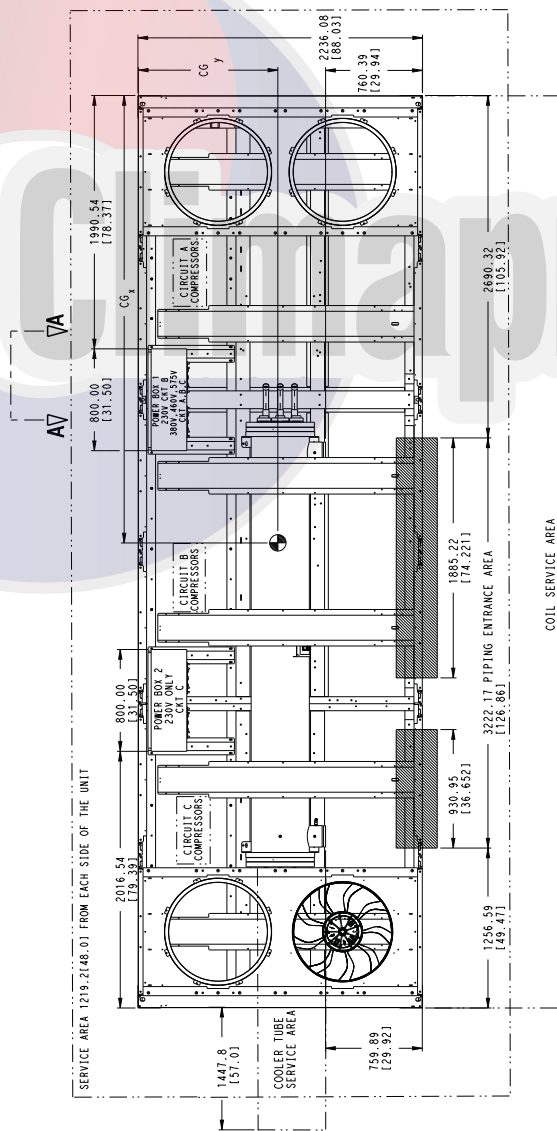 SERVICE AREA 1219.2[48.0] FROM EACH SIDE OF THE UNIT
2016.54
[79.39]
800.00
[31.50]
800.00
[31.50]
1990.54
[78.37]
A
A
CG x
CG y
2236.08
[88.03]
760.39
[29.94]
CIRCUIT C
COMPRESSORS
POWER BOX 2
230V ONLY
CKT C
CIRCUIT B
COMPRESSORS
POWER BOX 1
230V CKT B
380V,460V,575V
CKT A,B,C
CIRCUIT A
COMPRESSORS
1447.8
[57.0]
COOLER TUBE
SERVICE AREA
759.89
[29.92]
930.95
[36.652]
1885.22
[74.221]
1256.59
[49.47]
3222.17 PIPING ENTRANCE AREA
[126.86]
2690.32
[105.92]
COIL SERVICE AREA
Climap